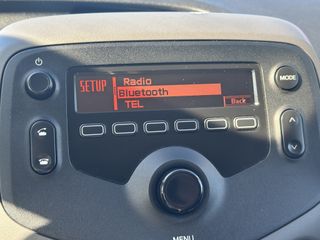 SETUP
Radio
Bluetooth
TEL
Back
MODE
MENU